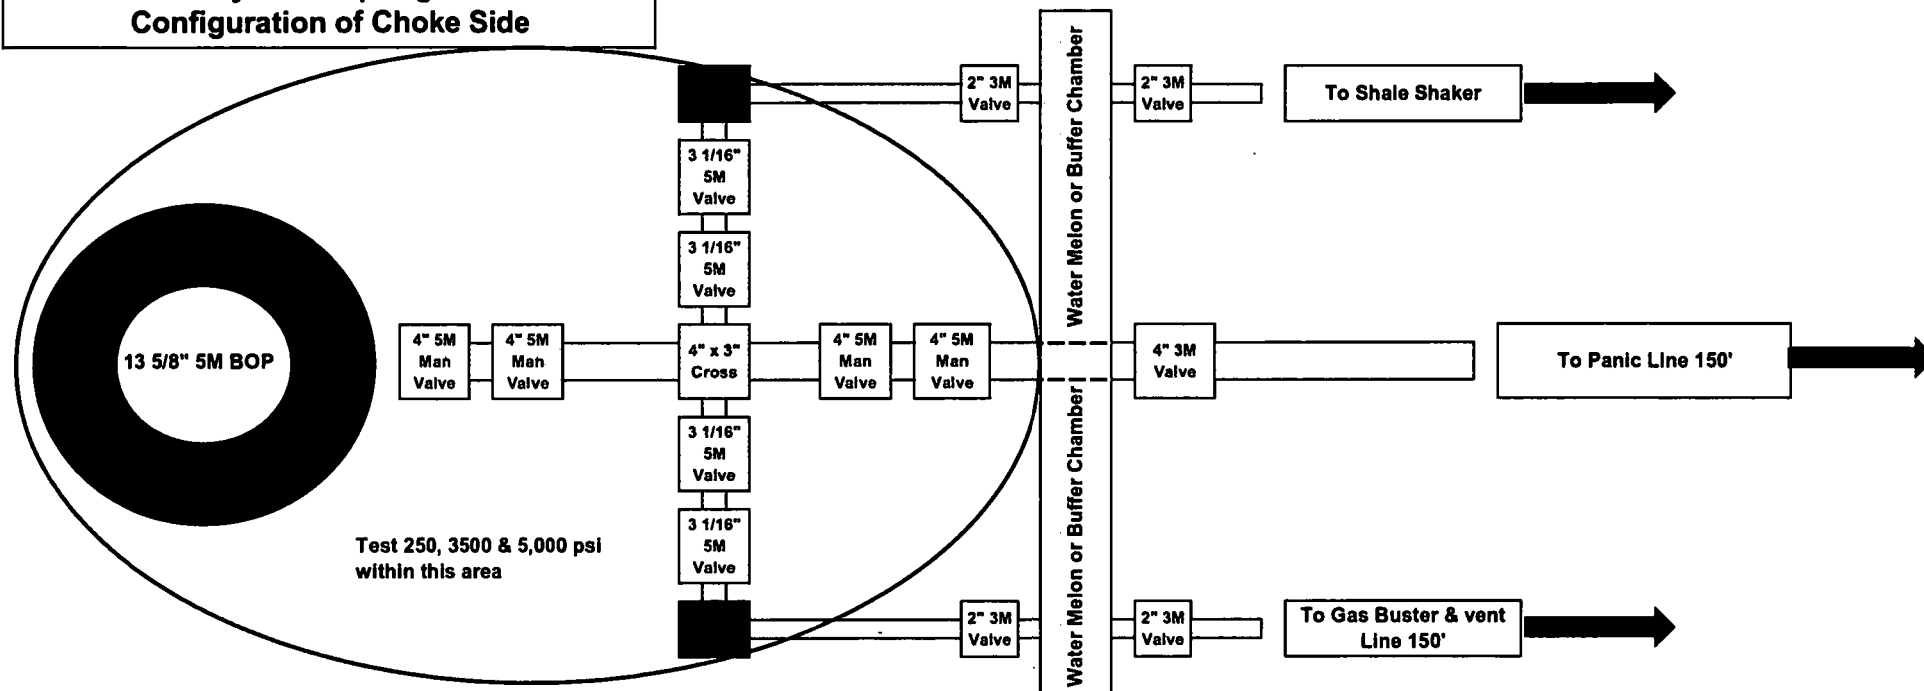 Configuration of Choke Side
2" 3M
Valve
2" 3M
Valve
To Shale Shaker
Water Melon or Buffer Chamber
3 1/16"
5M
Valve
3 1/16"
5M
Valve
13 5/8" 5M BOP
4" 5M
Man
Valve
4" 5M
Man
Valve
4" x 3"
Cross
4" 5M
Man
Valve
4" 5M
Man
Valve
4" 3M
Valve
To Panic Line 150'
3 1/16"
5M
Valve
3 1/16"
5M
Valve
Water Melon or Buffer Chamber
Test 250, 3500 & 5,000 psi
within this area
2" 3M
Valve
2" 3M
Valve
To Gas Buster & vent
Line 150'